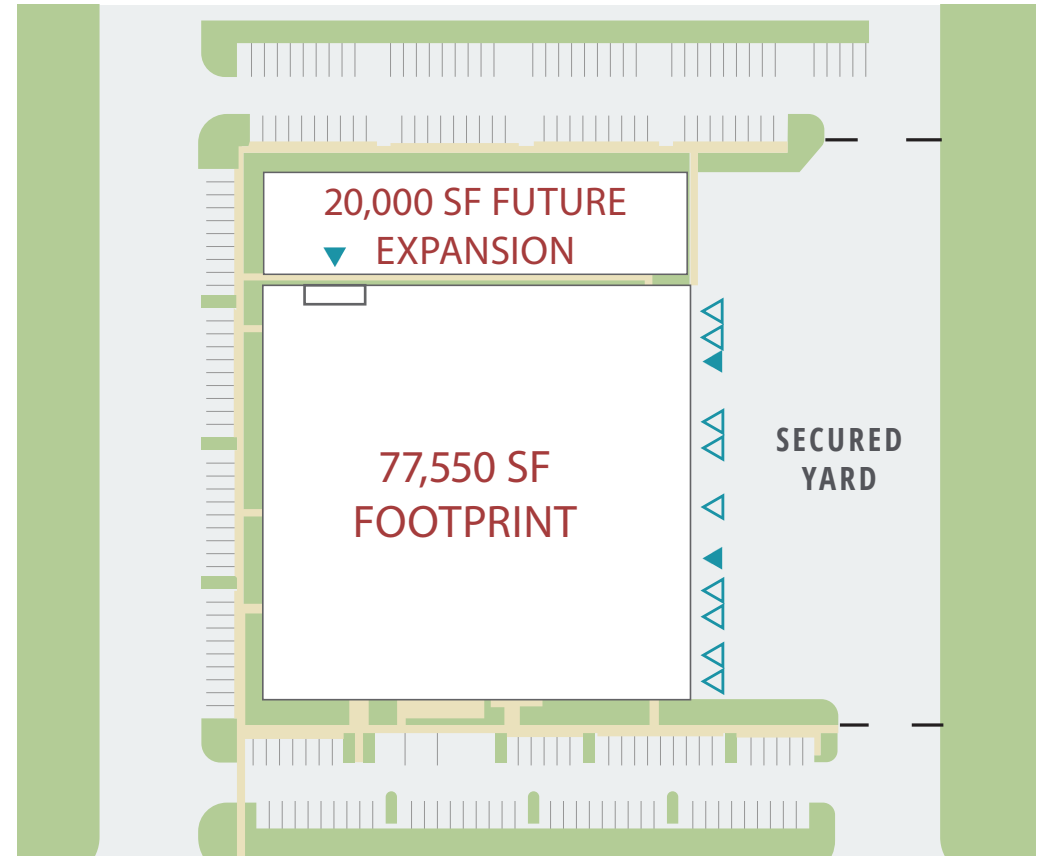 20,000 SF FUTURE
EXPANSION
77,550 SF
FOOTPRINT
SECURED
YARD